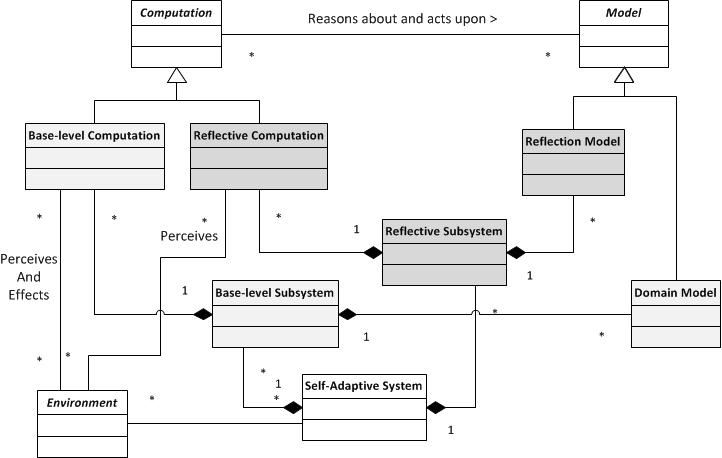 Computation
Reasons about and acts upon >
Model
*
*
Base-level Computation
Reflective Computation
Reflection Model
*
*
*
*
*
Perceives
1
Reflective Subsystem
Perceives
And
Effects
1
1
Base-level Subsystem
Domain Model
*
1
*
*
*
*
1
Self-Adaptive System
*
*
Environment
1